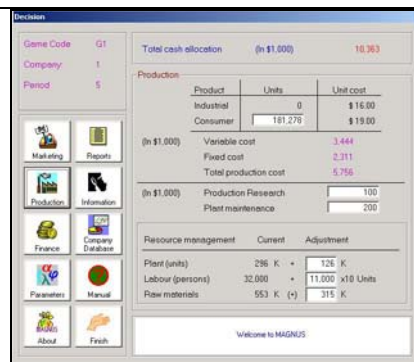 Decision
Game Code G1
Company 1
Period 5
Total cash allocation (In $1,000) 10,363
Production
Product Units Unit cost
Industrial 0 $ 16.00
Consumer 181,278 $ 19.00
(In $1,000) Variable cost 3,444
Fixed cost 2,311
Total production cost 5,756
(In $1,000) Production Research 100
Plant maintenance 200
Resource management Current Adjustment
Plant (units) 296 K + 126 K
Labour (persons) 32,000 + 11,000 x10 Units
Raw materials 553 K (+) 315 K
Marketing Reports
Production Information
Finance Company Database
Parameters Manual
MAGNUS
About Finish
Welcome to MAGNUS